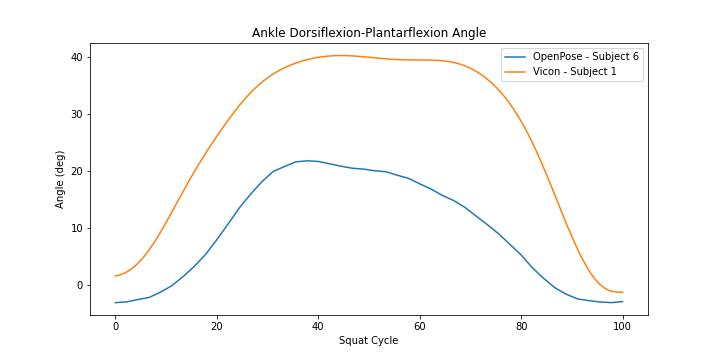 Ankle Dorsiflexion-Plantarflexion Angle
OpenPose - Subject 6
Vicon - Subject 1
Angle (deg)
40
30
20
10
0
0 20 40 60 80 100
Squat Cycle